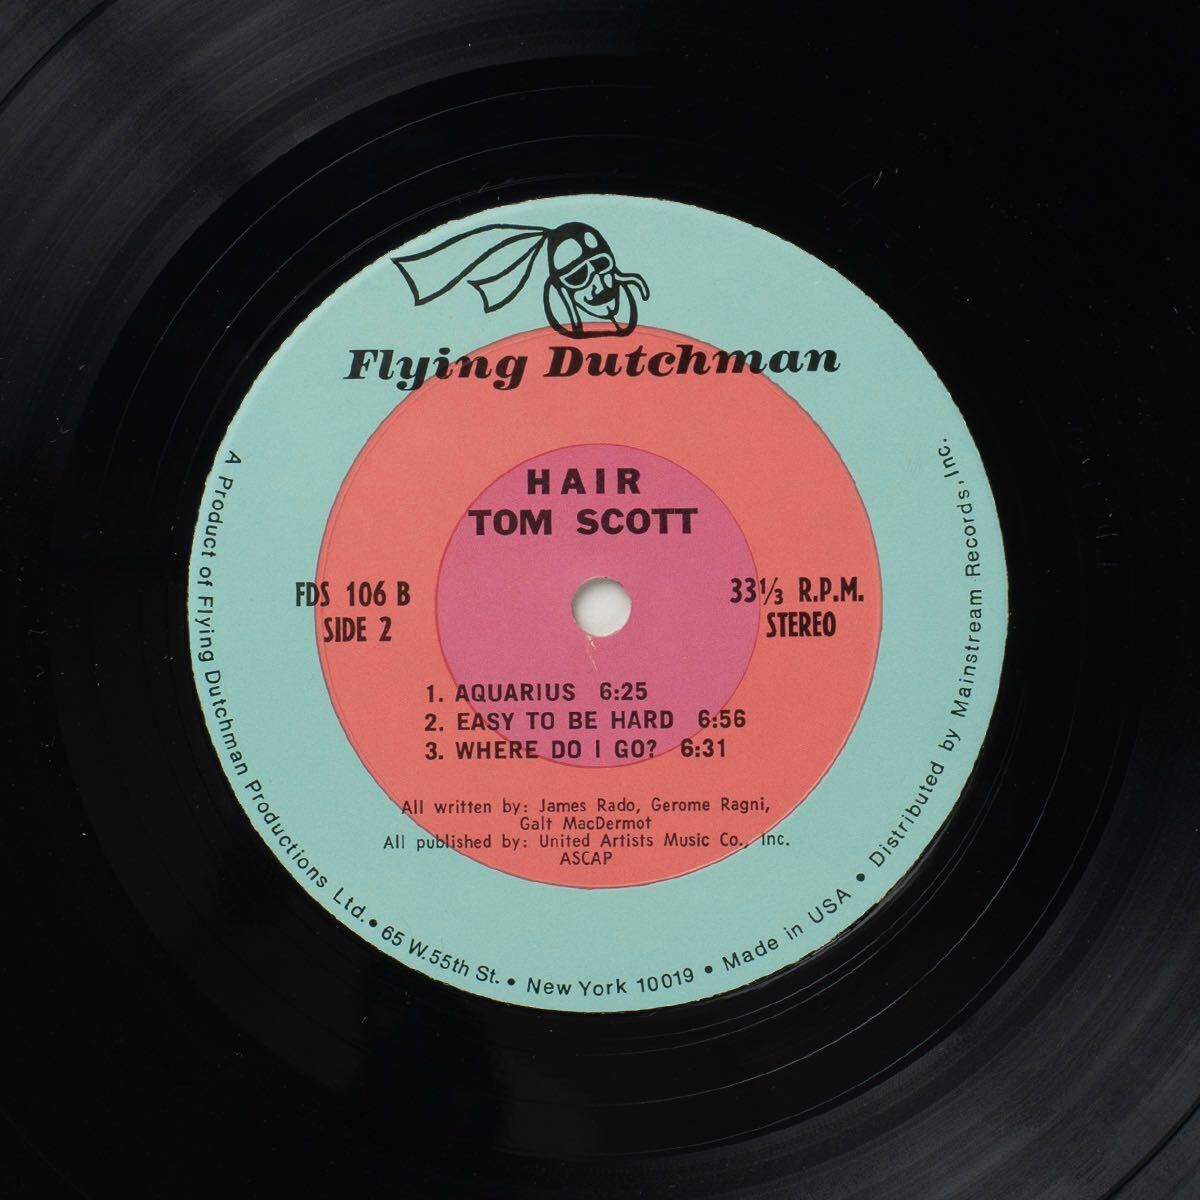 Flying Dutchman
HAIR
TOM SCOTT
FDS 106 B
SIDE 2
33 1/3 R.P.M.
STEREO
1. AQUARIUS 6:25
2. EASY TO BE HARD 6:56
3. WHERE DO I GO? 6:31
All written by: James Rado, Gerome Ragni,
Galt MacDermot
All published by: United Artists Music Co., Inc.
ASCAP
A Product of Flying Dutchman Productions Ltd. • 65 W. 55th St. • New York 10019 • Made in USA • Distributed by Mainstream Records, Inc.